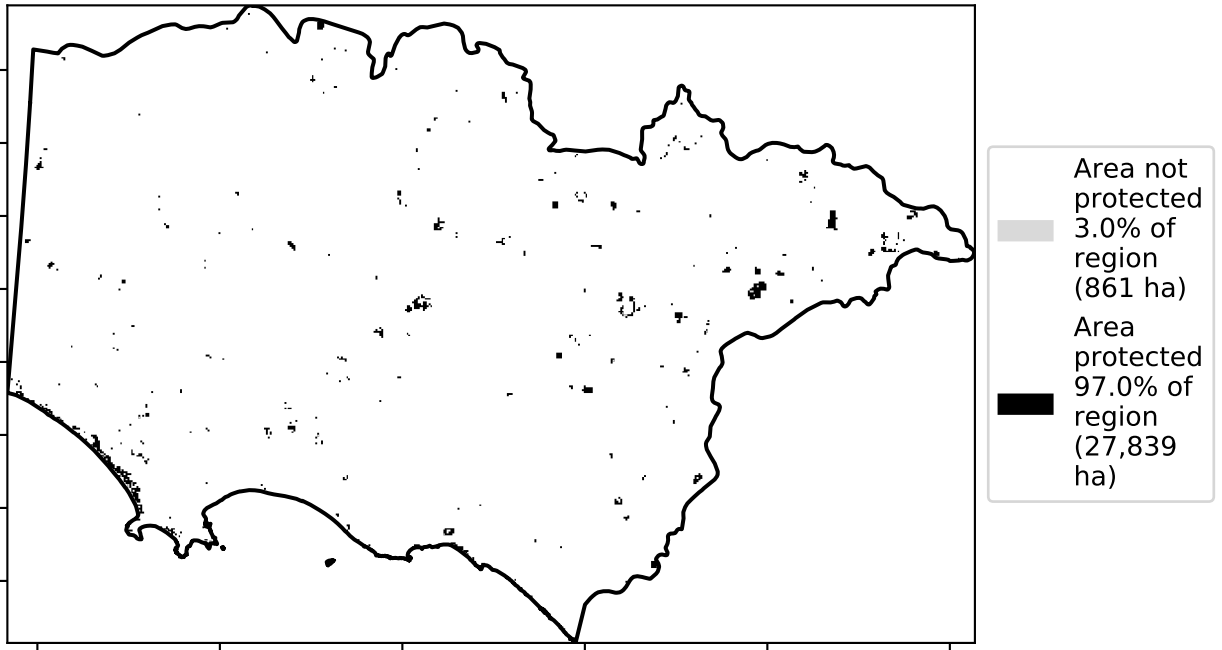 Area not
protected
3.0% of
region
(861 ha)
Area
protected
97.0% of
region
(27,839
ha)